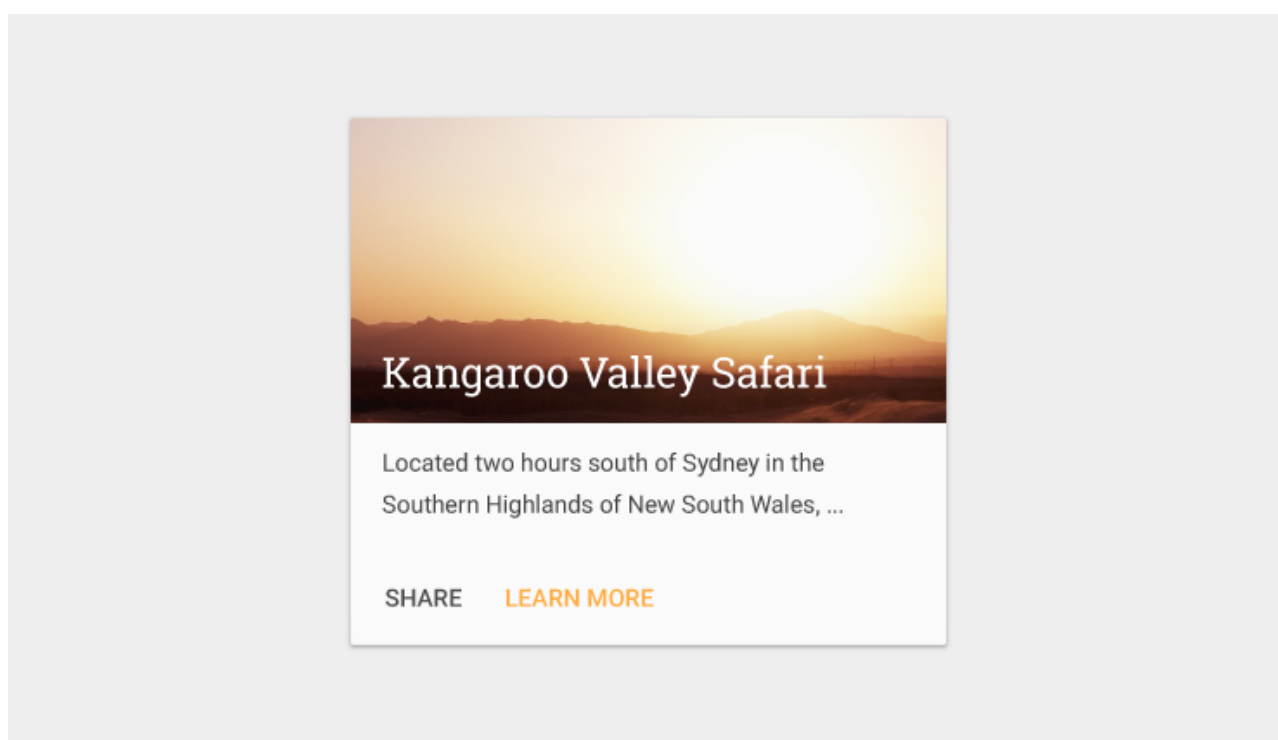 Kangaroo Valley Safari
Located two hours south of Sydney in the
Southern Highlands of New South Wales, ...
SHARE LEARN MORE